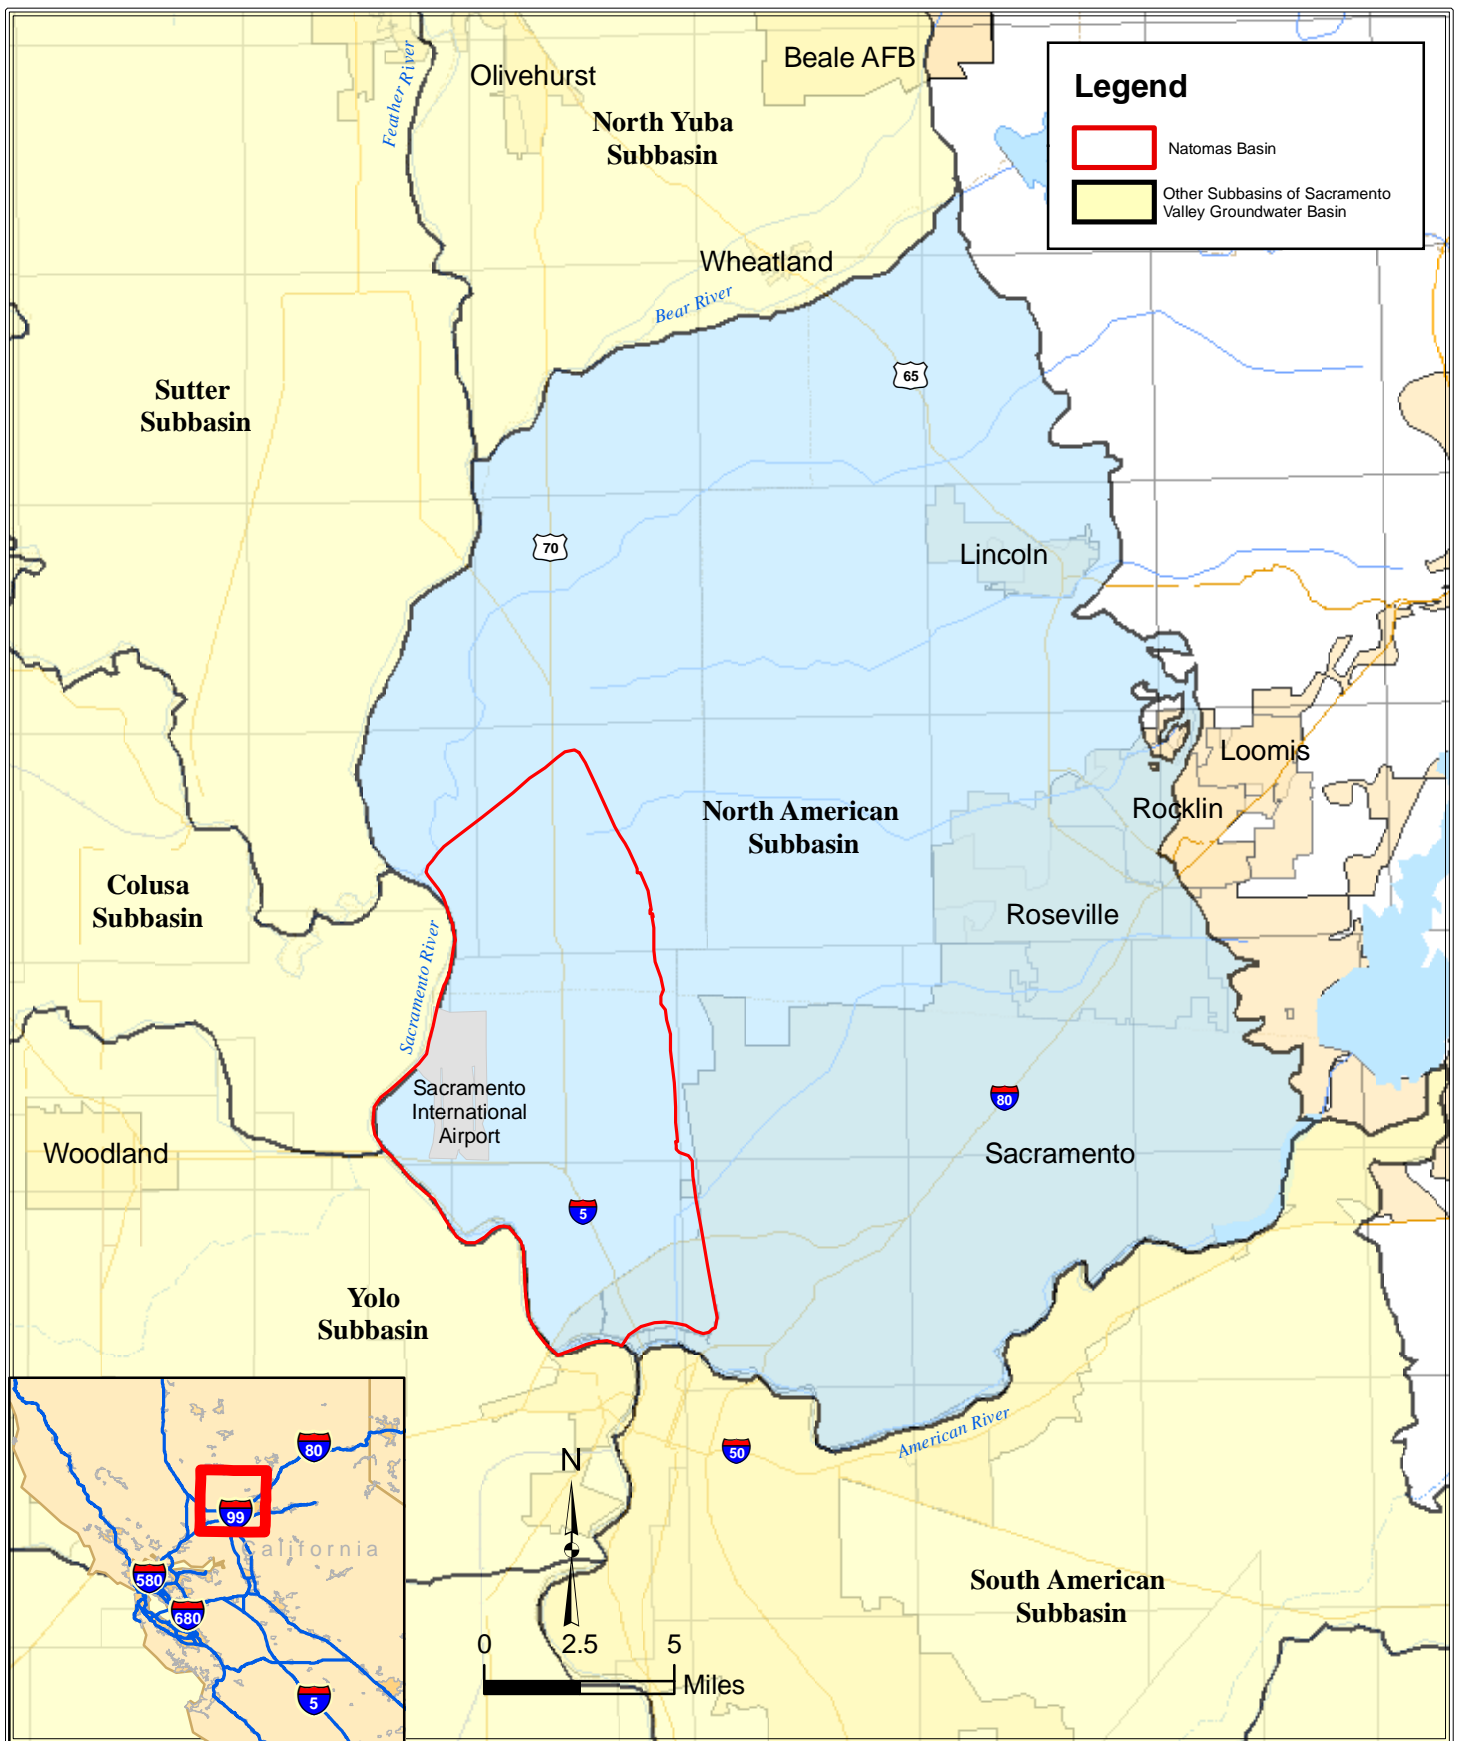 Feather River
Olivehurst
Beale AFB
North Yuba
Subbasin
Legend
Natomas Basin
Other Subbasins of Sacramento
Valley Groundwater Basin
Wheatland
Bear River
65
Sutter
Subbasin
70
Lincoln
Loomis
Rocklin
North American
Subbasin
Colusa
Subbasin
Roseville
Sacramento River
Sacramento
International
Airport
80
Woodland
Sacramento
5
Yolo
Subbasin
American River
50
N
80
99
California
580
680
5
South American
Subbasin
0 2.5 5
Miles